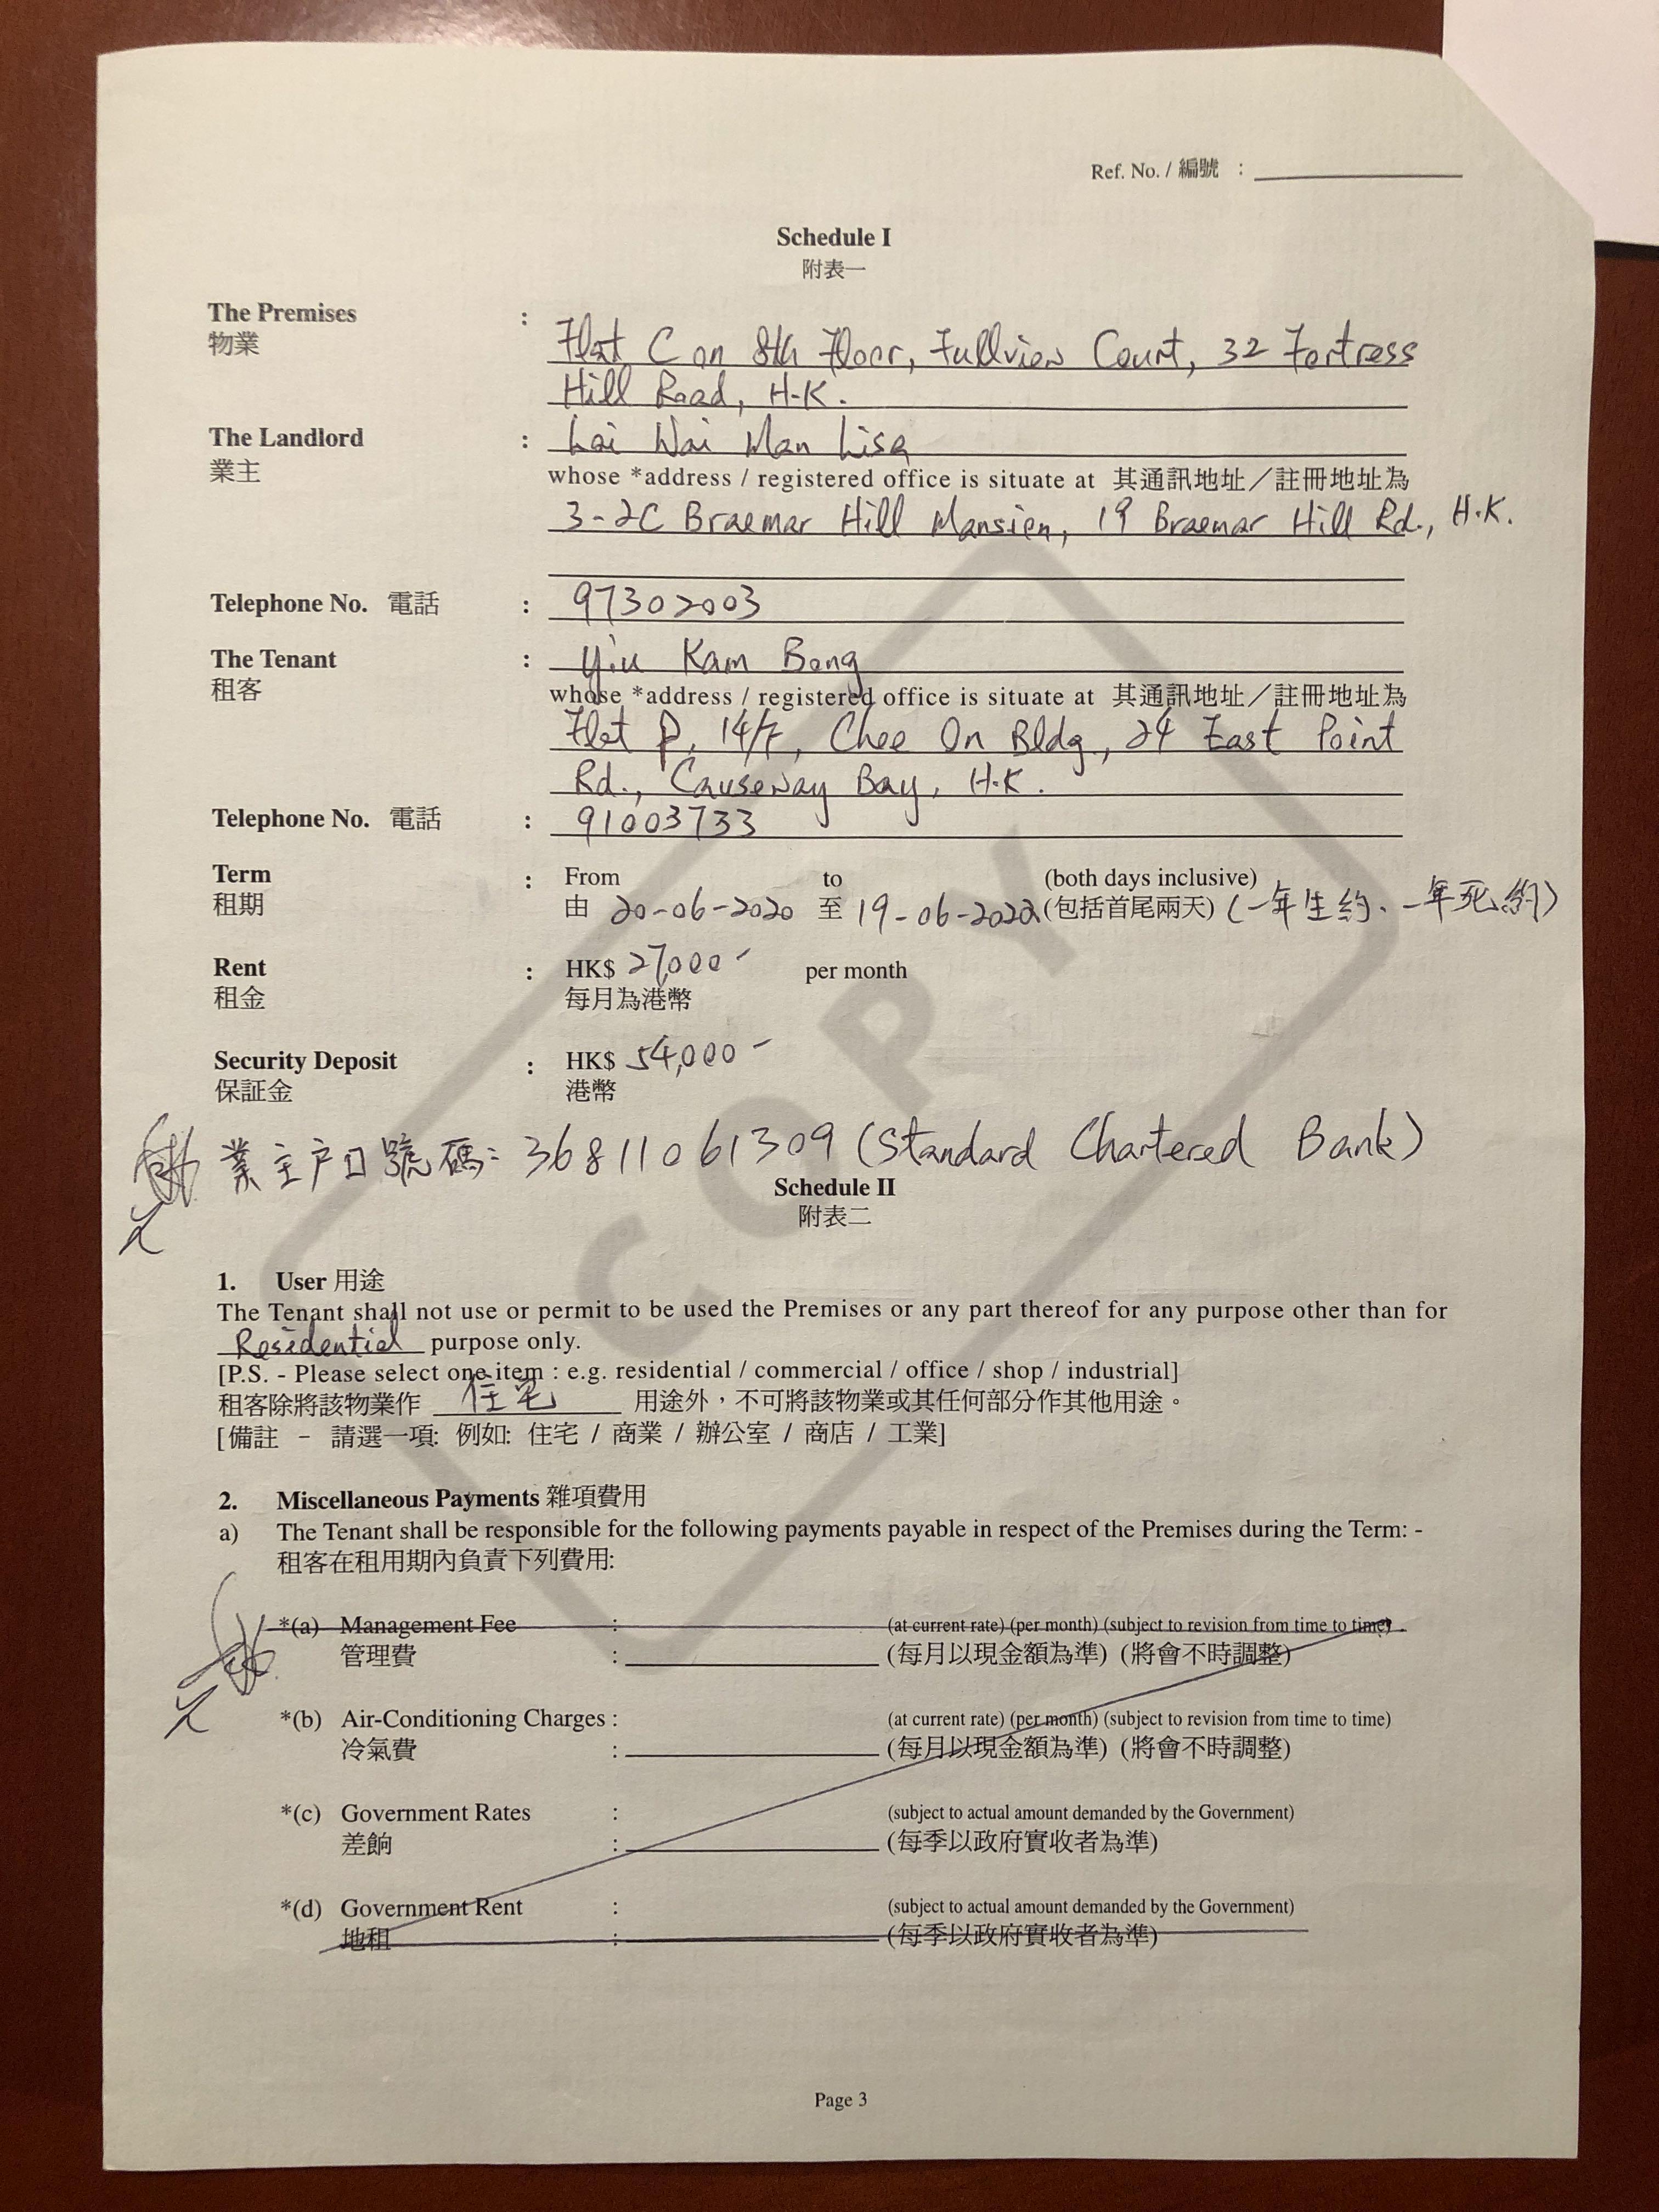 Ref. No. / 編號 :
Schedule I
附表一
The Premises :
物業
Flat C on 8th Floor, Fullview Court, 32 Fortress
Hill Road, H.K.
The Landlord : Lai Wai Man Lisa
業主
whose *address / registered office is situate at 其通訊地址／註冊地址為
3-2C Braemar Hill Mansion, 19 Braemar Hill Rd., H.K.
Telephone No. 電話 : 97302003
The Tenant : Yiu Kam Bong
租客
whose *address / registered office is situate at 其通訊地址／註冊地址為
Flat P, 14/F, Chee On Bldg., 24 East Point
Rd., Causeway Bay, H.K.
Telephone No. 電話 : 91003733
Term : From to (both days inclusive)
租期 由 20-06-2020 至 19-06-2022 (包括首尾兩天) (一年生約、一年死約)
Rent : HK$ 27,000- per month
租金 每月為港幣
Security Deposit : HK$ 54,000-
保証金 港幣
業主戶口號碼: 36811061309 (Standard Chartered Bank)
Schedule II
附表二
1. User 用途
The Tenant shall not use or permit to be used the Premises or any part thereof for any purpose other than for
Residential purpose only.
[P.S. - Please select one item : e.g. residential / commercial / office / shop / industrial]
租客除將該物業作 住宅 用途外，不可將該物業或其任何部分作其他用途。
[備註 - 請選一項: 例如: 住宅 / 商業 / 辦公室 / 商店 / 工業]
2. Miscellaneous Payments 雜項費用
a) The Tenant shall be responsible for the following payments payable in respect of the Premises during the Term: -
租客在租用期內負責下列費用:
*(a) Management Fee : (at current rate) (per month) (subject to revision from time to time)
管理費 : (每月以現金額為準) (將會不時調整)
*(b) Air-Conditioning Charges : (at current rate) (per month) (subject to revision from time to time)
冷氣費 : (每月以現金額為準) (將會不時調整)
*(c) Government Rates : (subject to actual amount demanded by the Government)
差餉 : (每季以政府實收者為準)
*(d) Government Rent : (subject to actual amount demanded by the Government)
地租 : (每季以政府實收者為準)
COPY
Page 3